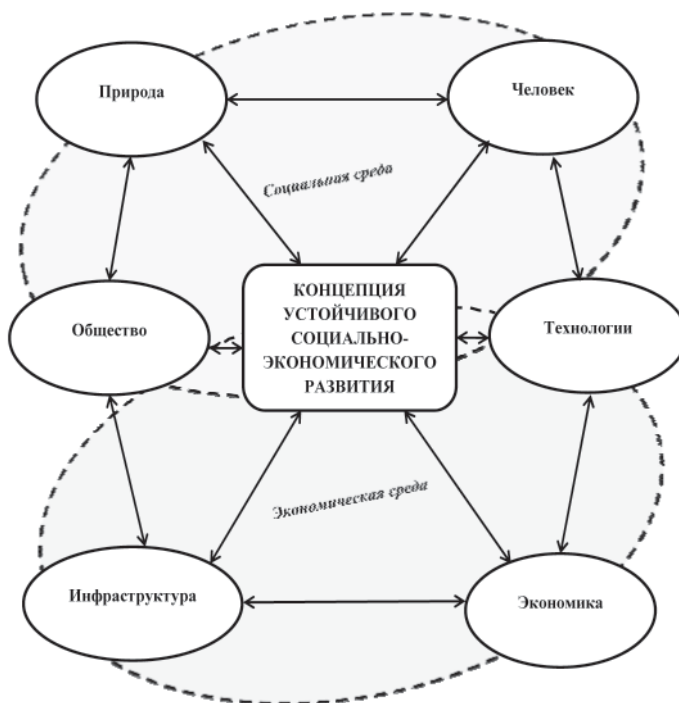 Природа
Человек
Социальная среда
КОНЦЕПЦИЯ
УСТОЙЧИВОГО
СОЦИАЛЬНО-
ЭКОНОМИЧЕСКОГО
РАЗВИТИЯ
Общество
Технологии
Экономическая среда
Инфраструктура
Экономика